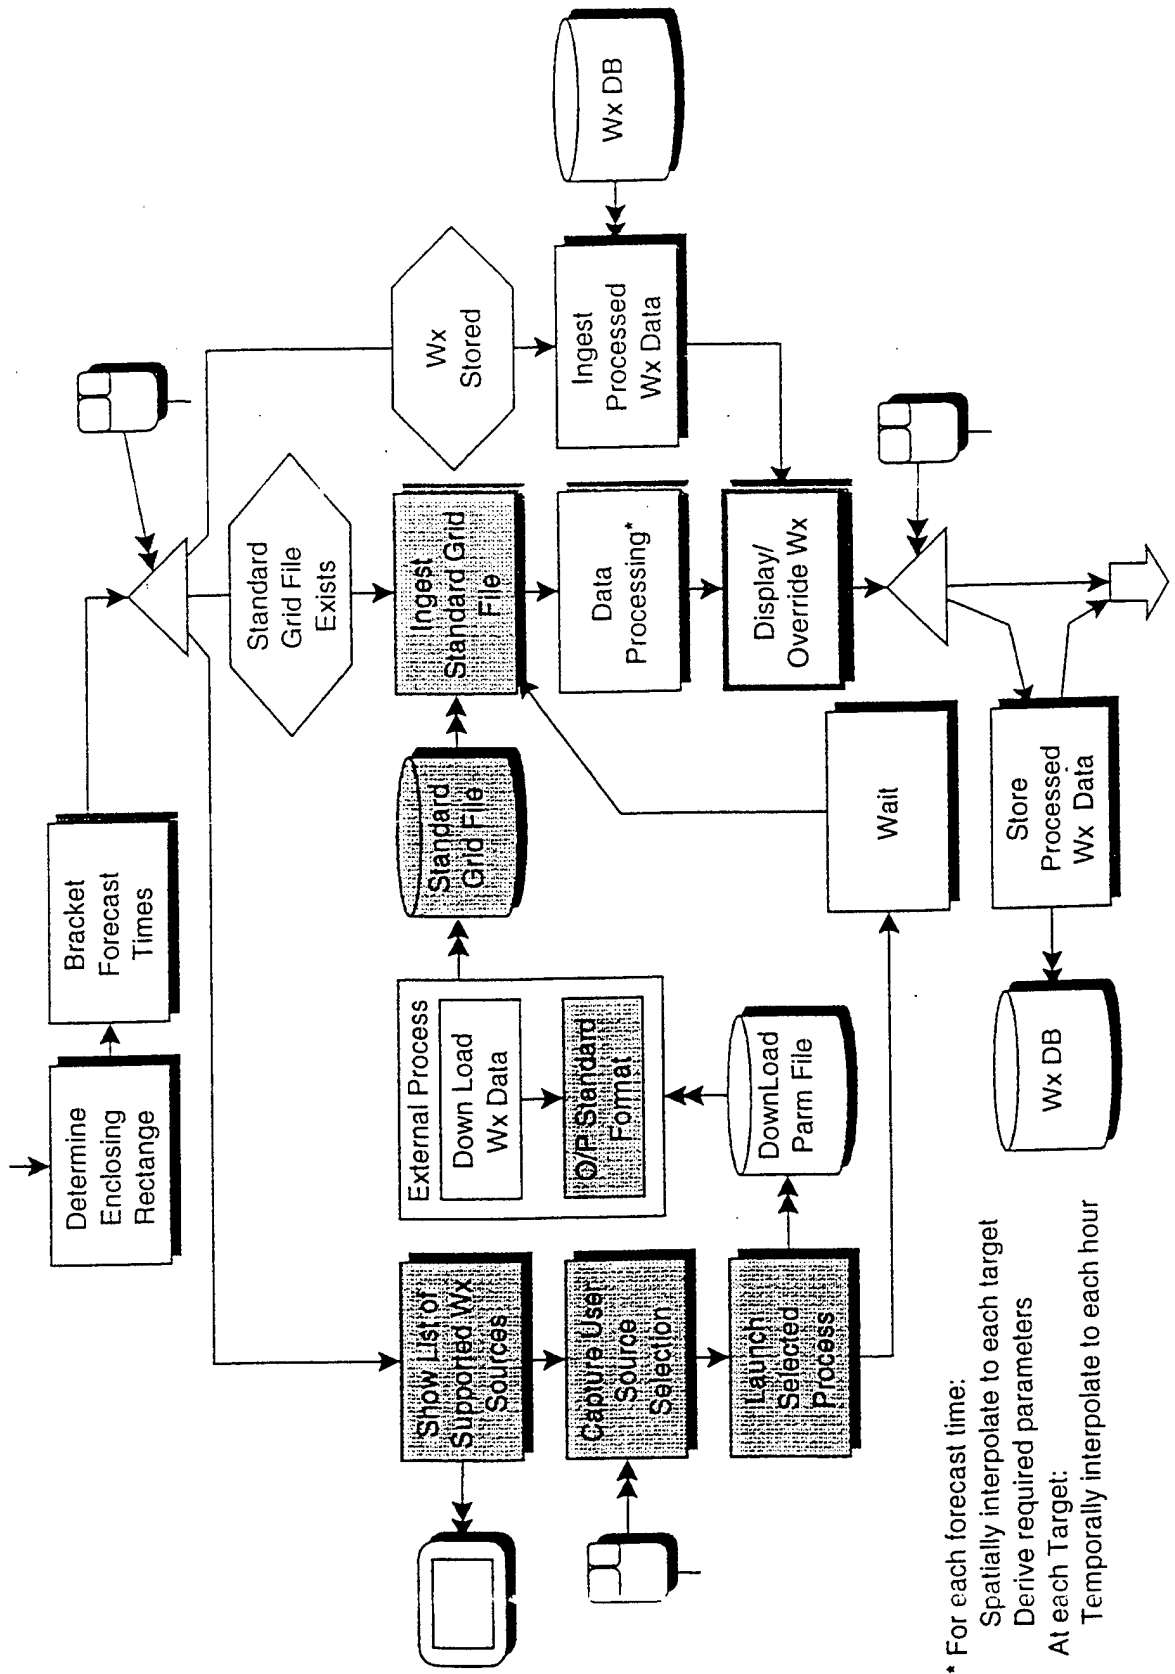 Determine
Enclosing
Rectange
Bracket
Forecast
Times
Standard
Grid File
Exists
Wx
Stored
Show List of
Supported Wx
Sources
External Process
Down Load
Wx Data
O/P Standard
Format
Standard
Grid File
Ingest
Standard Grid
File
Ingest
Processed
Wx Data
Wx DB
Capture User
Source
Selection
Data
Processing*
Launch
Selected
Process
DownLoad
Parm File
Display/
Override Wx
Wait
Wx DB
Store
Processed
Wx Data
* For each forecast time:
Spatially interpolate to each target
Derive required parameters
At each Target:
Temporally interpolate to each hour